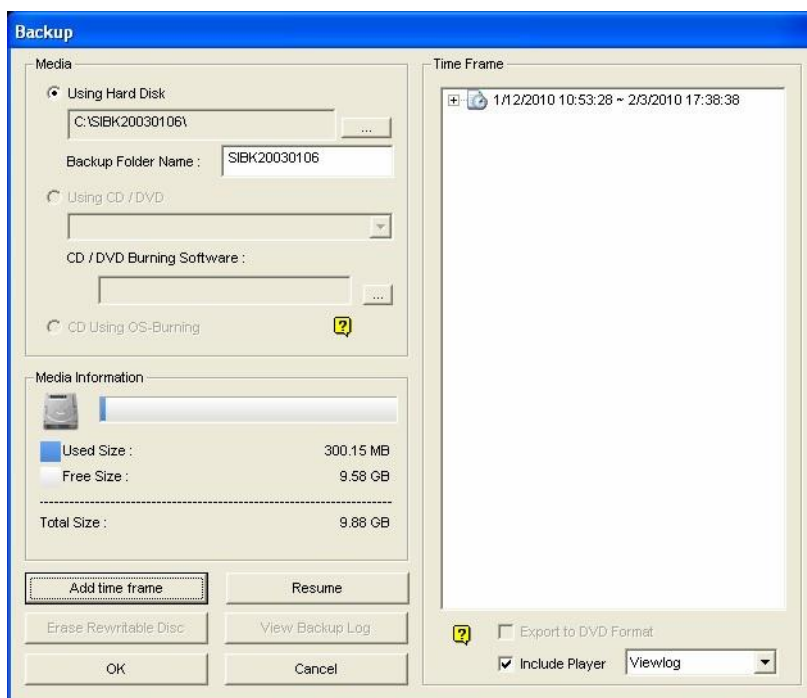 Backup
Media
Using Hard Disk
C:\SIBK20030106\
...
Backup Folder Name :
SIBK20030106
Using CD / DVD
CD / DVD Burning Software :
...
CD Using OS-Burning
?
Media Information
Used Size :
300.15 MB
Free Size :
9.58 GB
Total Size :
9.88 GB
Add time frame
Resume
Erase Rewritable Disc
View Backup Log
OK
Cancel
Time Frame
1/12/2010 10:53:28 ~ 2/3/2010 17:38:38
?
Export to DVD Format
Include Player
Viewlog